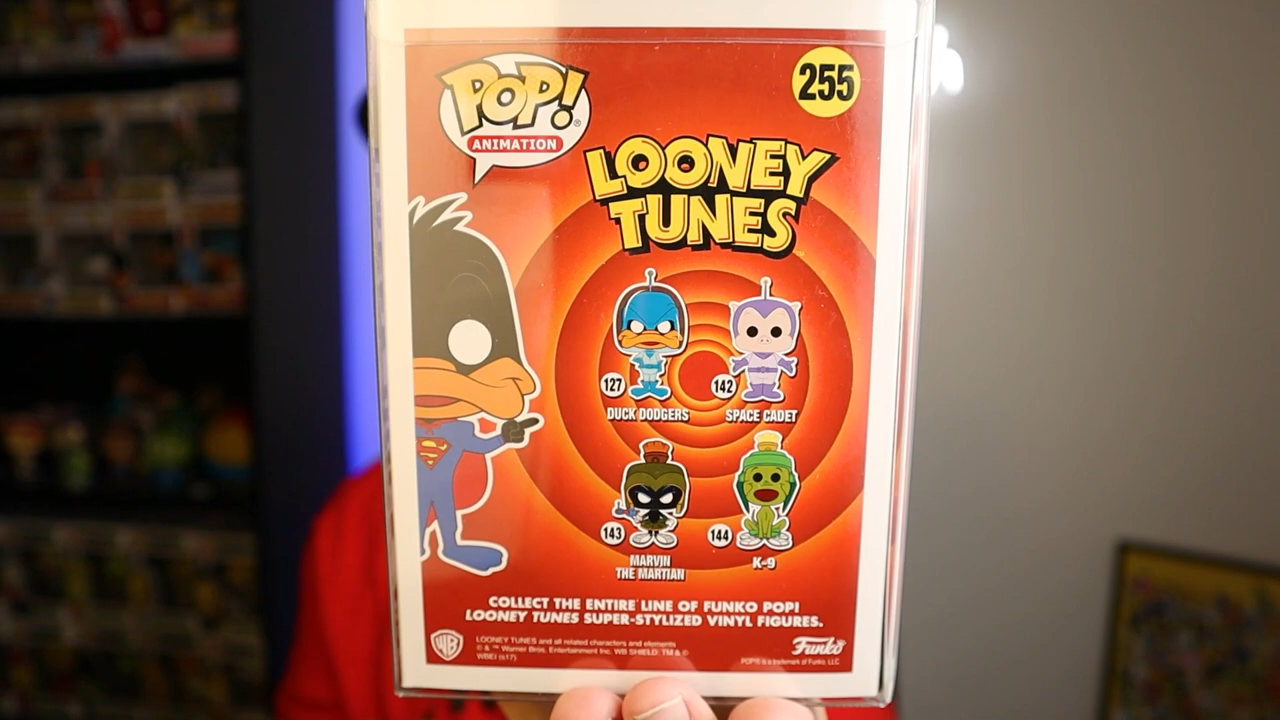 POP!
ANIMATION
255
LOONEY
TUNES
127
142
DUCK DODGERS
SPACE CADET
143
144
MARVIN
THE MARTIAN
K-9
COLLECT THE ENTIRE LINE OF FUNKO POP!
LOONEY TUNES SUPER-STYLIZED VINYL FIGURES.
WB
LOONEY TUNES and all related characters and elements
© & ™ Warner Bros. Entertainment Inc. WB SHIELD: TM & ©
WBEI (s17)
Funko
POP!® is a trademark of Funko, LLC